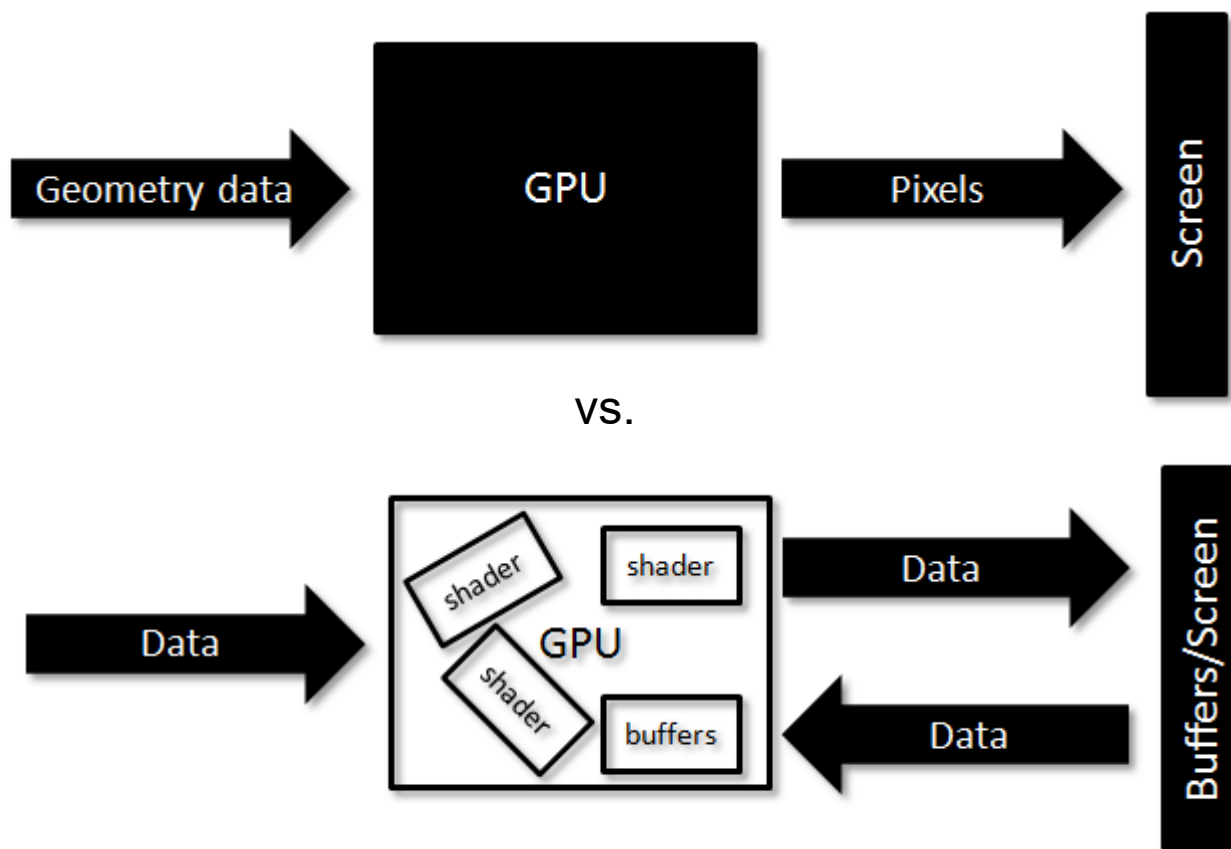 Geometry data
GPU
Pixels
Screen
vs.
Data
shader
shader
GPU
shader
buffers
Data
Data
Buffers/Screen